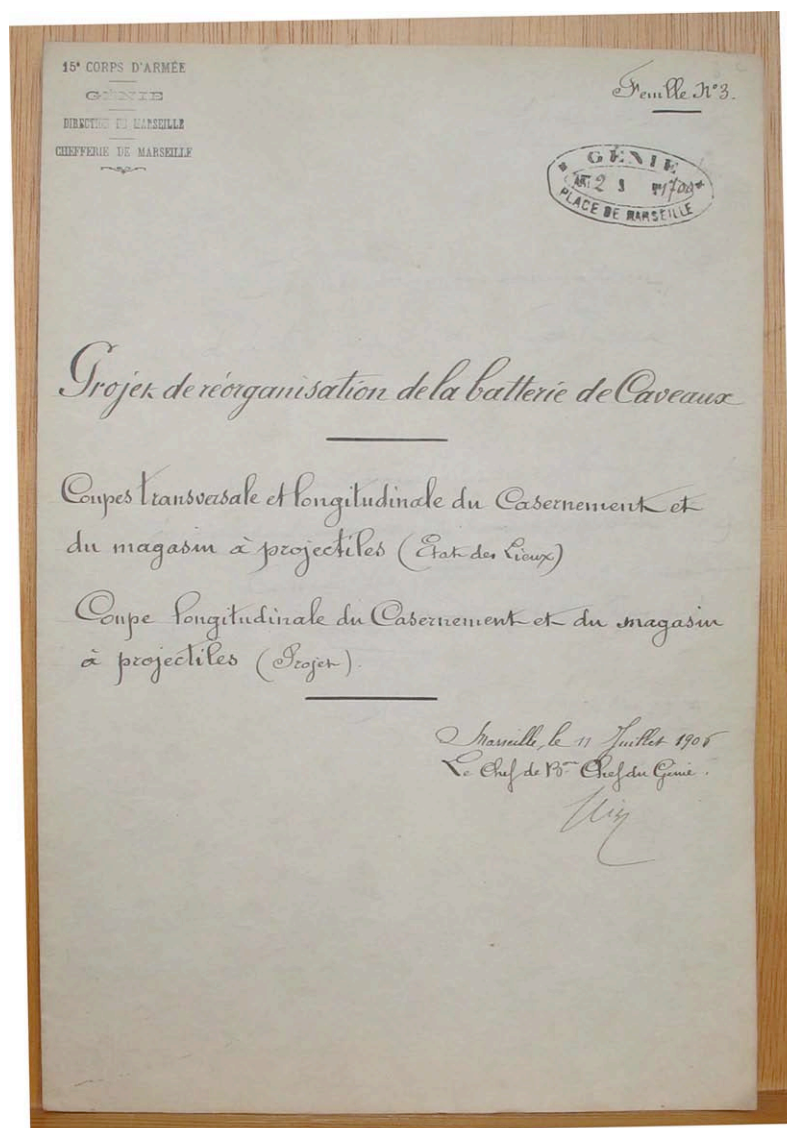 15e CORPS D'ARMÉE
GÉNIE
DIRECTION DE MARSEILLE
CHEFFERIE DE MARSEILLE
Feuille N°3.
GÉNIE
ART 2 S
PLACE DE MARSEILLE
Projet de réorganisation de la batterie de Caveaux
Coupes transversale et longitudinale du Casernement et
du magasin à projectiles (État des Lieux)
Coupe longitudinale du Casernement et du magasin
à projectiles (Projet).
Marseille, le 11 Juillet
Le Chef de Bon Chef du Génie.